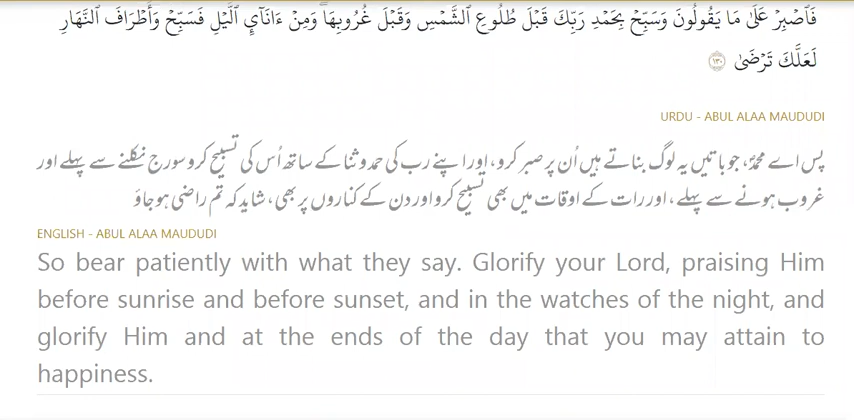 فَٱصۡبِرۡ عَلَىٰ مَا يَقُولُونَ وَسَبِّحۡ بِحَمۡدِ رَبِّكَ قَبۡلَ طُلُوعِ ٱلشَّمۡسِ وَقَبۡلَ غُرُوبِهَاۖ وَمِنۡ ءَانَآيِٕ ٱلَّيۡلِ فَسَبِّحۡ وَأَطۡرَافَ ٱلنَّهَارِ
لَعَلَّكَ تَرۡضَىٰ ١٣٠
URDU - ABUL ALAA MAUDUDI
پس اے محمدؐ، جو باتیں یہ لوگ بناتے ہیں اُن پر صبر کرو، اور اپنے رب کی حمد و ثنا کے ساتھ اُس کی تسبیح کرو سورج نکلنے سے پہلے اور
غروب ہونے سے پہلے، اور رات کے اوقات میں بھی تسبیح کرو اور دن کے کناروں پر بھی، شاید کہ تم راضی ہو جاؤ
ENGLISH - ABUL ALAA MAUDUDI
So bear patiently with what they say. Glorify your Lord, praising Him
before sunrise and before sunset, and in the watches of the night, and
glorify Him and at the ends of the day that you may attain to
happiness.